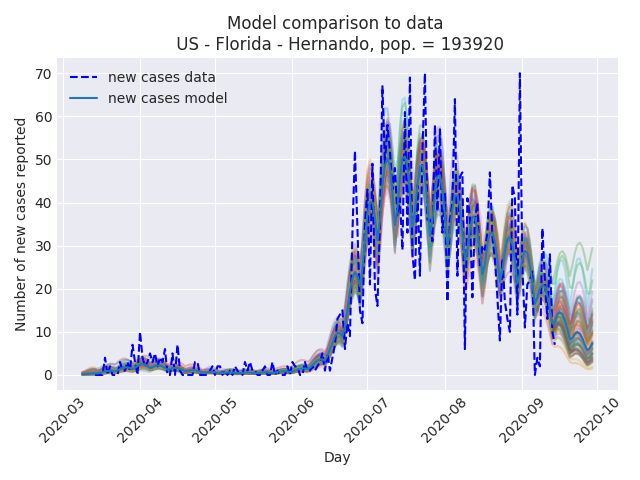 Model comparison to data
US - Florida - Hernando, pop. = 193920
new cases data
new cases model
Number of new cases reported
70
60
50
40
30
20
10
0
2020-03
2020-04
2020-05
2020-06
2020-07
2020-08
2020-09
2020-10
Day